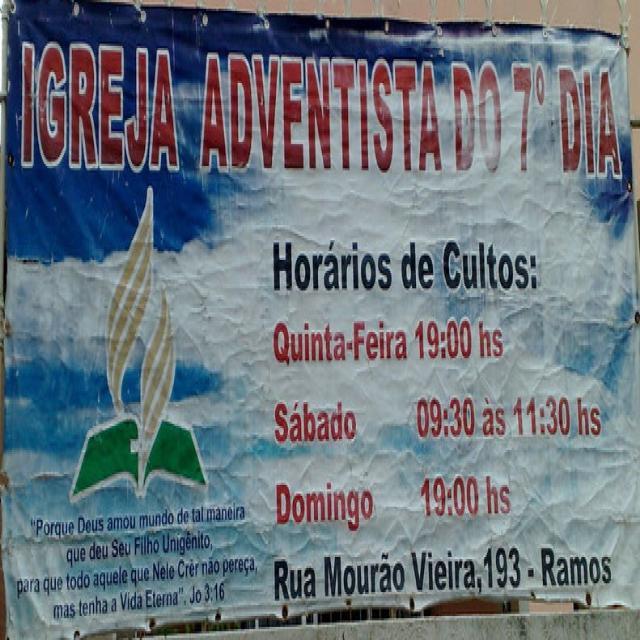 IGREJA ADVENTISTA DO 7º DIA
Horários de Cultos:
Quinta-Feira 19:00 hs
Sábado 09:30 às 11:30 hs
Domingo 19:00 hs
Rua Mourão Vieira,193 - Ramos
"Porque Deus amou mundo de tal maneira
que deu Seu Filho Unigênito,
para que todo aquele que Nele Crêr não pereça,
mas tenha a Vida Eterna". Jo 3:16